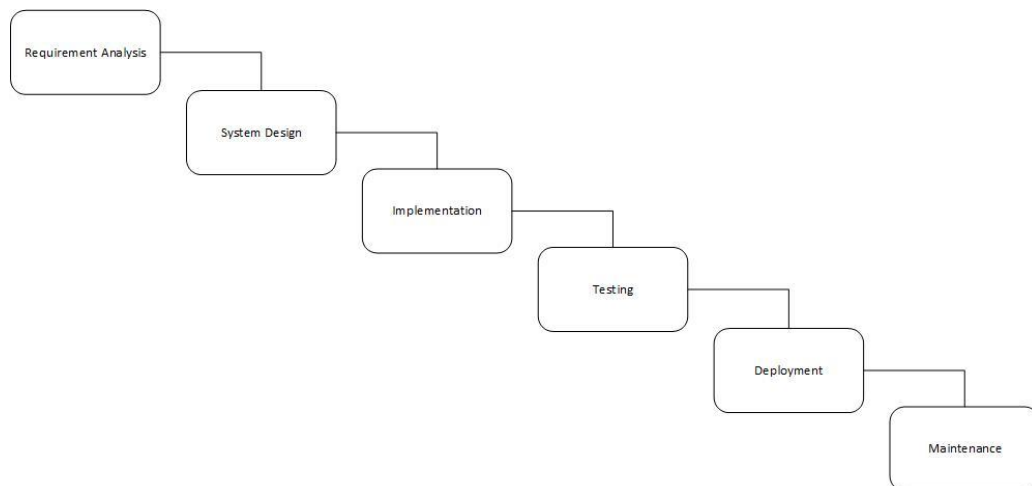 Requirement Analysis
System Design
Implementation
Testing
Deployment
Maintenance